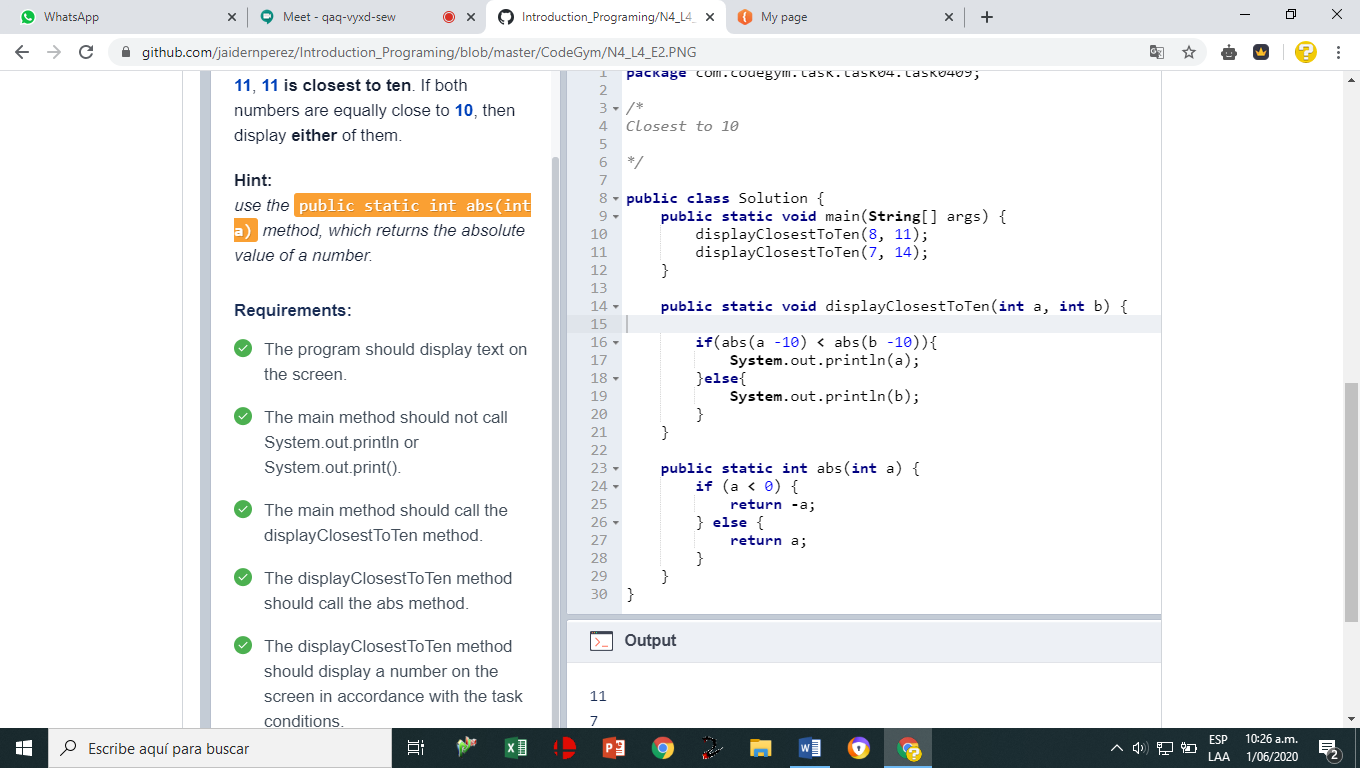 WhatsApp
Meet - qaq-vyxd-sew
Introduction_Programing/N4_L4_
My page
github.com/jaidernperez/Introduction_Programing/blob/master/CodeGym/N4_L4_E2.PNG
11, 11 is closest to ten. If both
numbers are equally close to 10, then
display either of them.
Hint:
use the public static int abs(int
a) method, which returns the absolute
value of a number.
Requirements:
The program should display text on
the screen.
The main method should not call
System.out.println or
System.out.print().
The main method should call the
displayClosestToTen method.
The displayClosestToTen method
should call the abs method.
The displayClosestToTen method
should display a number on the
screen in accordance with the task
conditions.
1 package com.codegym.task.task04.task0409;
2
3 /*
4 Closest to 10
5
6 */
7
8 public class Solution {
9 public static void main(String[] args) {
10 displayClosestToTen(8, 11);
11 displayClosestToTen(7, 14);
12 }
13
14 public static void displayClosestToTen(int a, int b) {
15
16 if(abs(a -10) < abs(b -10)){
17 System.out.println(a);
18 }else{
19 System.out.println(b);
20 }
21 }
22
23 public static int abs(int a) {
24 if (a < 0) {
25 return -a;
26 } else {
27 return a;
28 }
29 }
30 }
Output
11
7
Escribe aquí para buscar
ESP
LAA
10:26 a.m.
1/06/2020
2